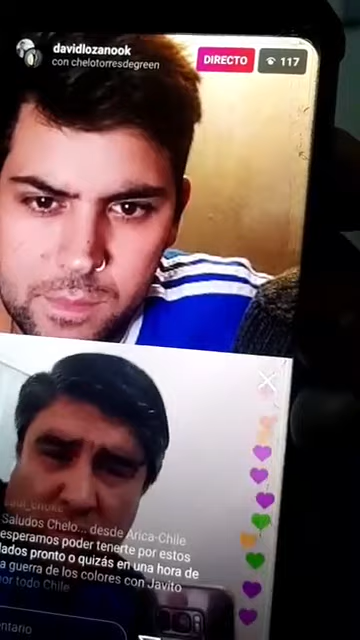 davidlozanook
con chelotorresdegreen
DIRECTO
117
Saludos Chelo... desde Arica-Chile
esperamos poder tenerte por estos
lados pronto o quizás en una hora de
a guerra de los colores con Javito
por todo Chile
entario